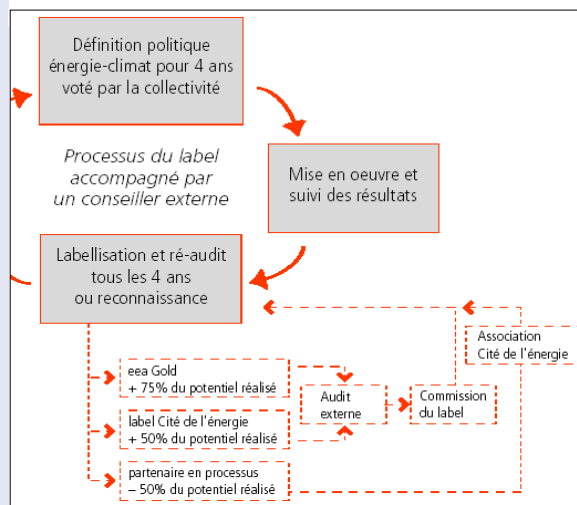 Définition politique
énergie-climat pour 4 ans
voté par la collectivité
Processus du label
accompagné par
un conseiller externe
Mise en oeuvre et
suivi des résultats
Labellisation et ré-audit
tous les 4 ans
ou reconnaissance
Association
Cité de l'énergie
eea Gold
+ 75% du potentiel réalisé
Audit
externe
Commission
du label
label Cité de l'énergie
+ 50% du potentiel réalisé
partenaire en processus
– 50% du potentiel réalisé